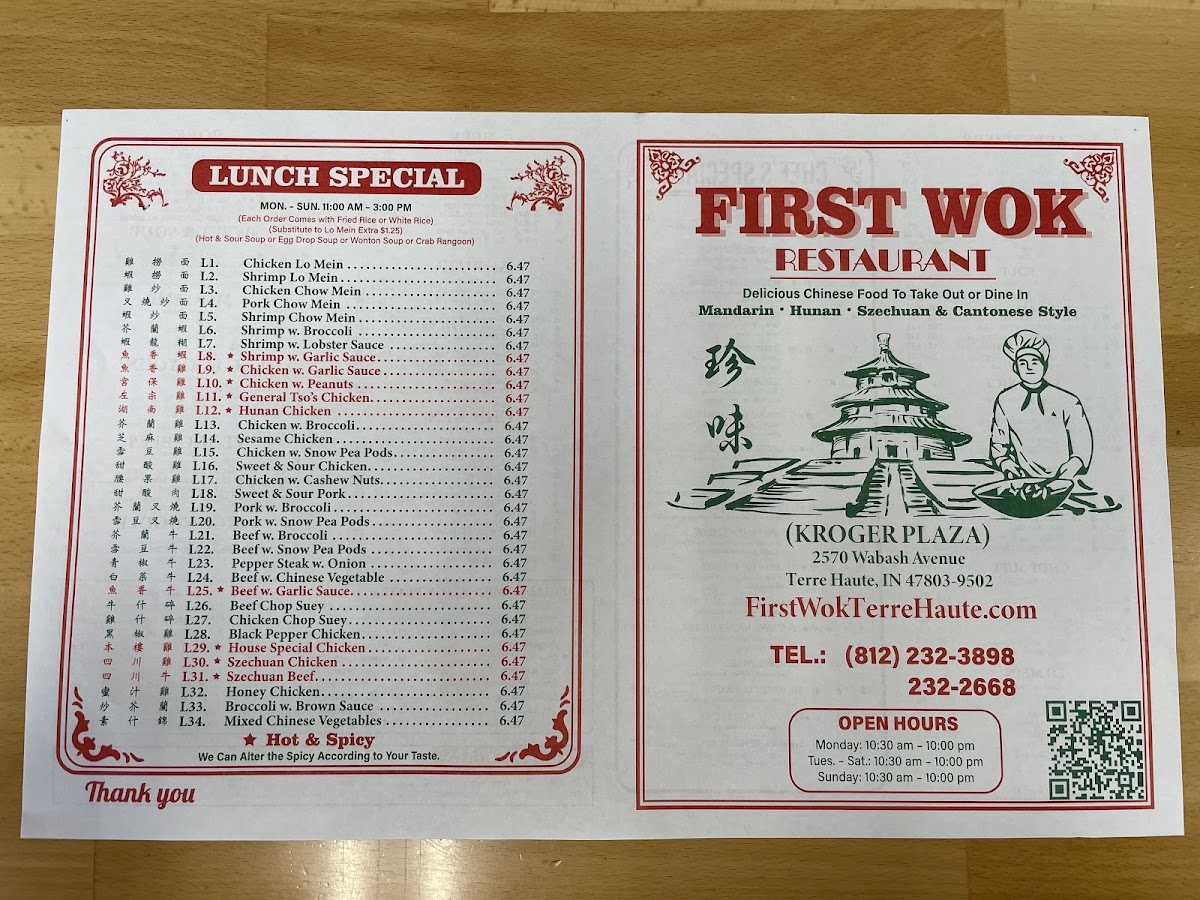 LUNCH SPECIAL
MON. - SUN. 11:00 AM - 3:00 PM
(Each Order Comes with Fried Rice or White Rice)
(Substitute to Lo Mein Extra $1.25)
(Hot & Sour Soup or Egg Drop Soup or Wonton Soup or Crab Rangoon)
雞撈面 L1. Chicken Lo Mein 6.47
蝦撈面 L2. Shrimp Lo Mein 6.47
雞炒面 L3. Chicken Chow Mein 6.47
叉燒炒面 L4. Pork Chow Mein 6.47
蝦炒面 L5. Shrimp Chow Mein 6.47
芥蘭蝦 L6. Shrimp w. Broccoli 6.47
蝦龍糊 L7. Shrimp w. Lobster Sauce 6.47
魚香蝦 L8. ★ Shrimp w. Garlic Sauce 6.47
魚香雞 L9. ★ Chicken w. Garlic Sauce 6.47
宮保雞 L10. ★ Chicken w. Peanuts 6.47
左宗雞 L11. ★ General Tso's Chicken 6.47
湖南雞 L12. ★ Hunan Chicken 6.47
芥蘭雞 L13. Chicken w. Broccoli 6.47
芝麻雞 L14. Sesame Chicken 6.47
雪豆雞 L15. Chicken w. Snow Pea Pods 6.47
甜酸雞 L16. Sweet & Sour Chicken 6.47
腰果雞 L17. Chicken w. Cashew Nuts 6.47
甜酸肉 L18. Sweet & Sour Pork 6.47
芥蘭叉燒 L19. Pork w. Broccoli 6.47
雪豆叉燒 L20. Pork w. Snow Pea Pods 6.47
芥蘭牛 L21. Beef w. Broccoli 6.47
雪豆牛 L22. Beef w. Snow Pea Pods 6.47
青椒牛 L23. Pepper Steak w. Onion 6.47
白菜牛 L24. Beef w. Chinese Vegetable 6.47
魚香牛 L25. ★ Beef w. Garlic Sauce 6.47
牛什碎 L26. Beef Chop Suey 6.47
雞什碎 L27. Chicken Chop Suey 6.47
黑椒雞 L28. Black Pepper Chicken 6.47
本樓雞 L29. ★ House Special Chicken 6.47
四川雞 L30. ★ Szechuan Chicken 6.47
四川牛 L31. ★ Szechuan Beef 6.47
蜜汁雞 L32. Honey Chicken 6.47
炒芥蘭 L33. Broccoli w. Brown Sauce 6.47
素什錦 L34. Mixed Chinese Vegetables 6.47
★ Hot & Spicy
We Can Alter the Spicy According to Your Taste.
Thank you
FIRST WOK
RESTAURANT
Delicious Chinese Food To Take Out or Dine In
Mandarin • Hunan • Szechuan & Cantonese Style
珍味
(KROGER PLAZA)
2570 Wabash Avenue
Terre Haute, IN 47803-9502
FirstWokTerreHaute.com
TEL.: (812) 232-3898
232-2668
OPEN HOURS
Monday: 10:30 am - 10:00 pm
Tues. - Sat.: 10:30 am - 10:00 pm
Sunday: 10:30 am - 10:00 pm